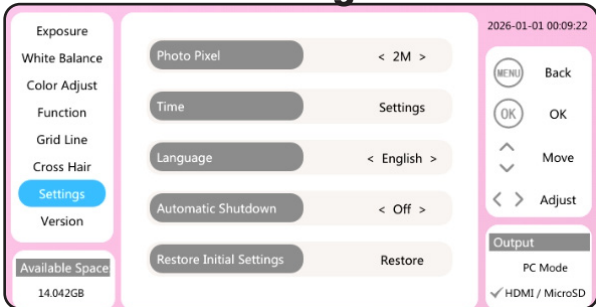 Exposure
White Balance
Color Adjust
Function
Grid Line
Cross Hair
Settings
Version
Available Space
14.042GB
Photo Pixel < 2M >
Time Settings
Language < English >
Automatic Shutdown < Off >
Restore Initial Settings Restore
2026-01-01 00:09:22
MENU Back
OK OK
Move
< > Adjust
Output
PC Mode
✓ HDMI / MicroSD